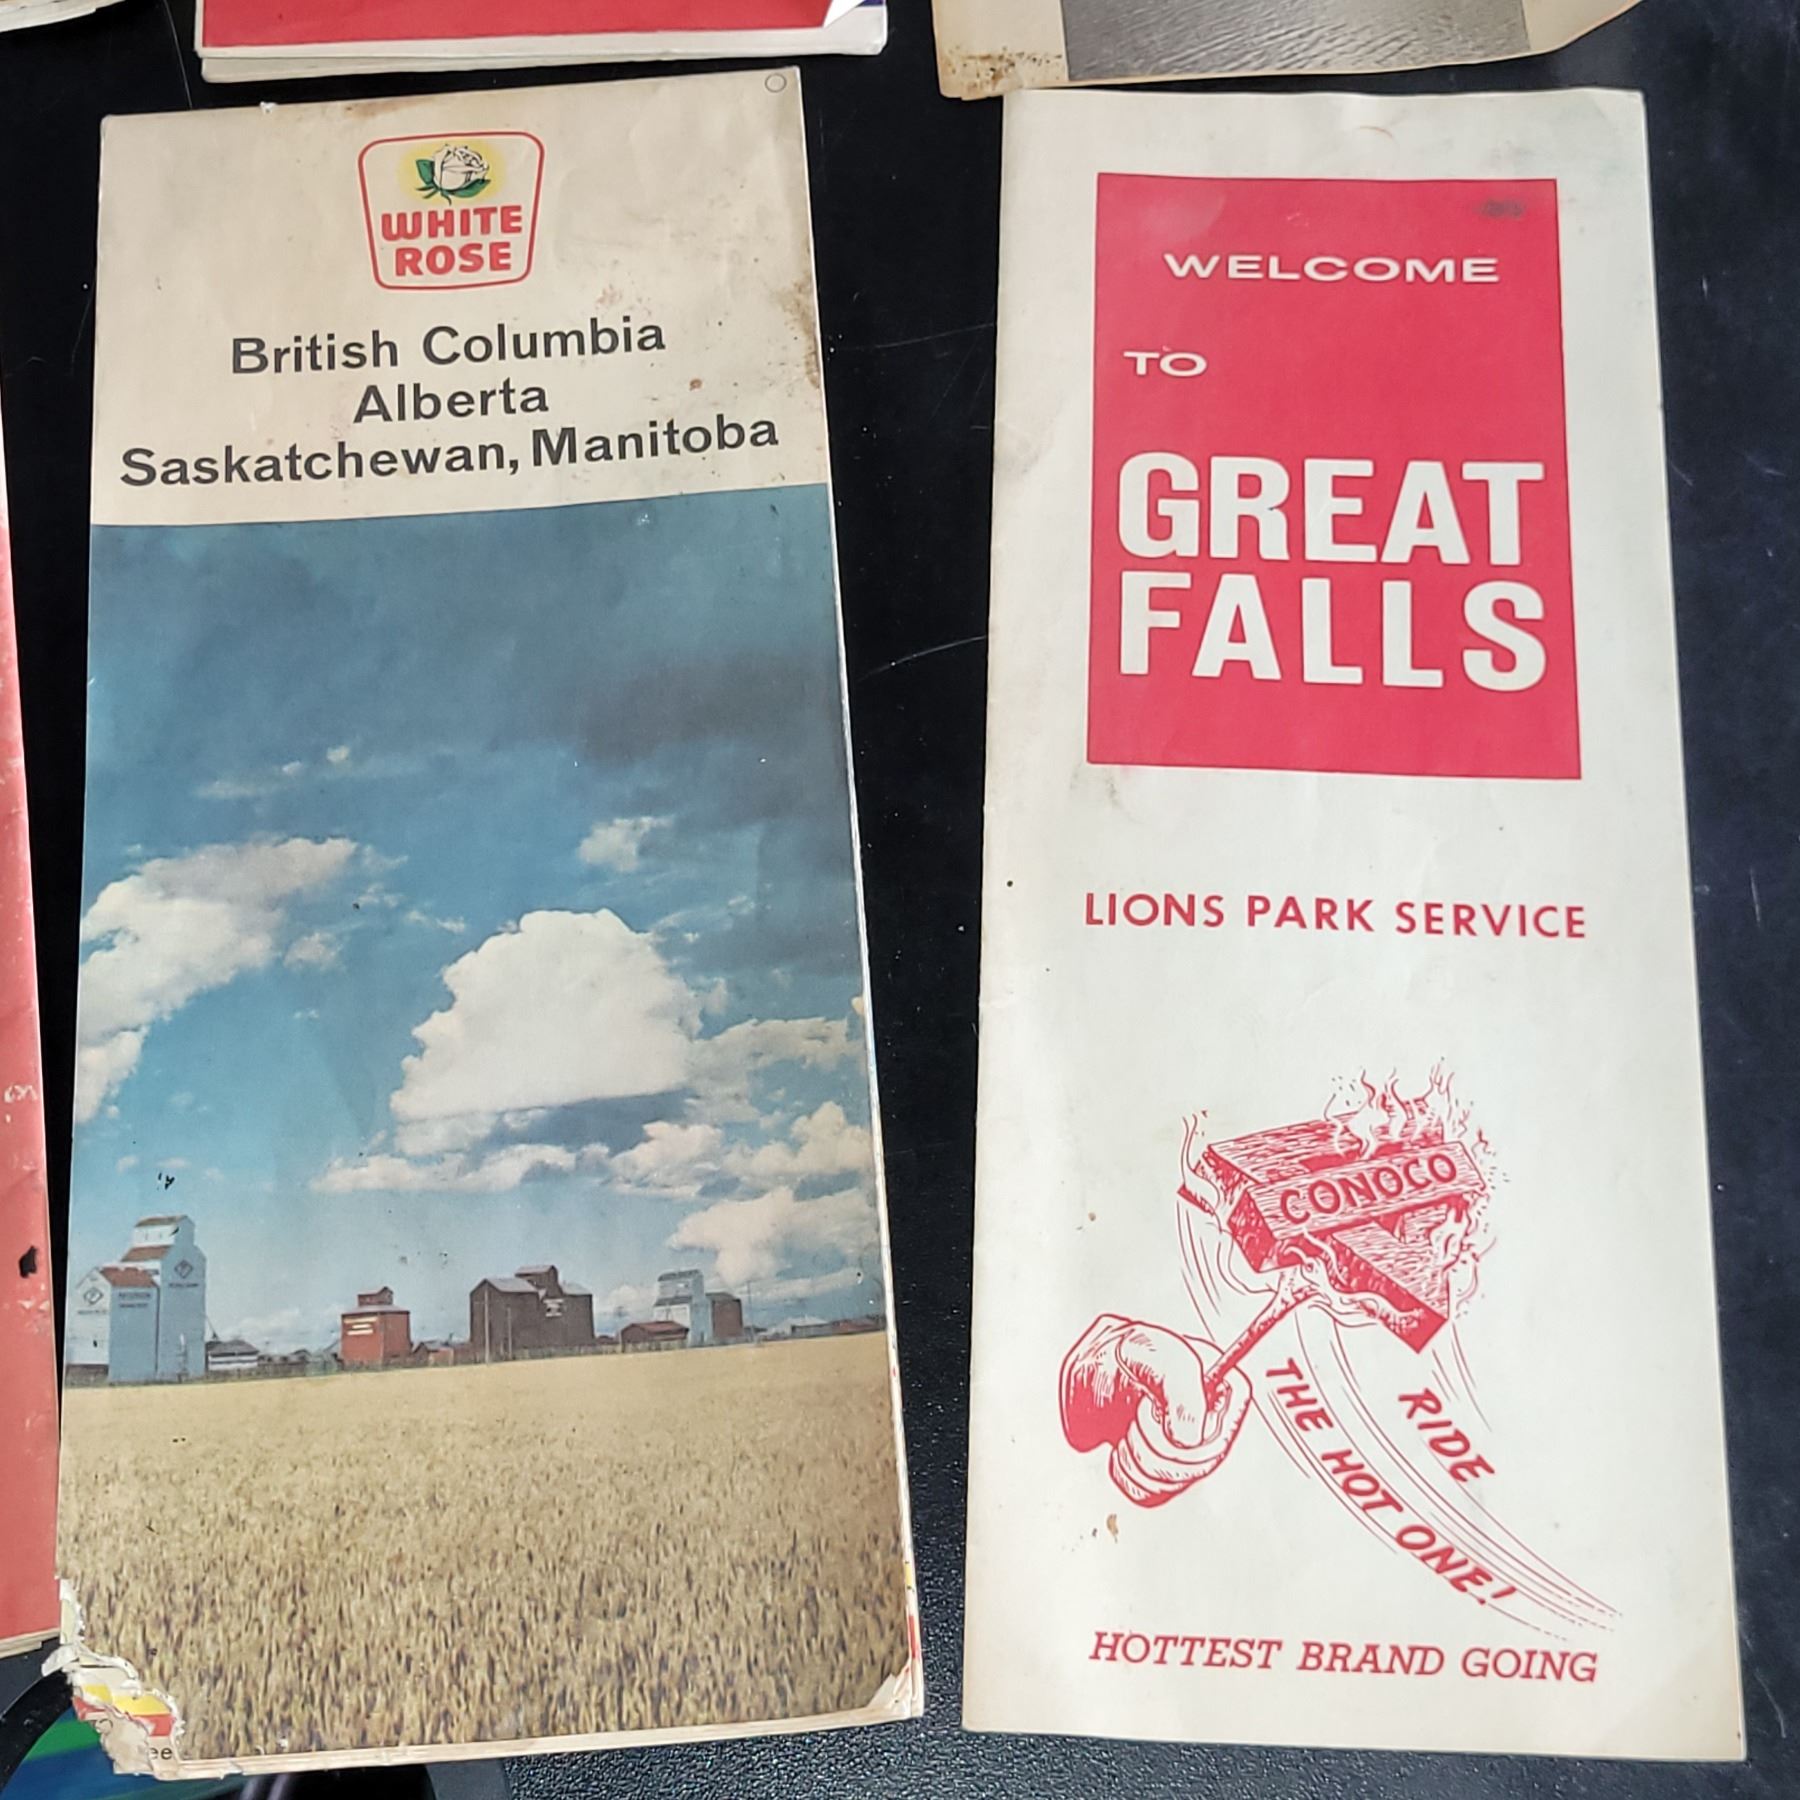 WHITE
ROSE
British Columbia
Alberta
Saskatchewan, Manitoba
ee
WELCOME
TO
GREAT
FALLS
LIONS PARK SERVICE
CONOCO
RIDE
THE HOT ONE!
HOTTEST BRAND GOING